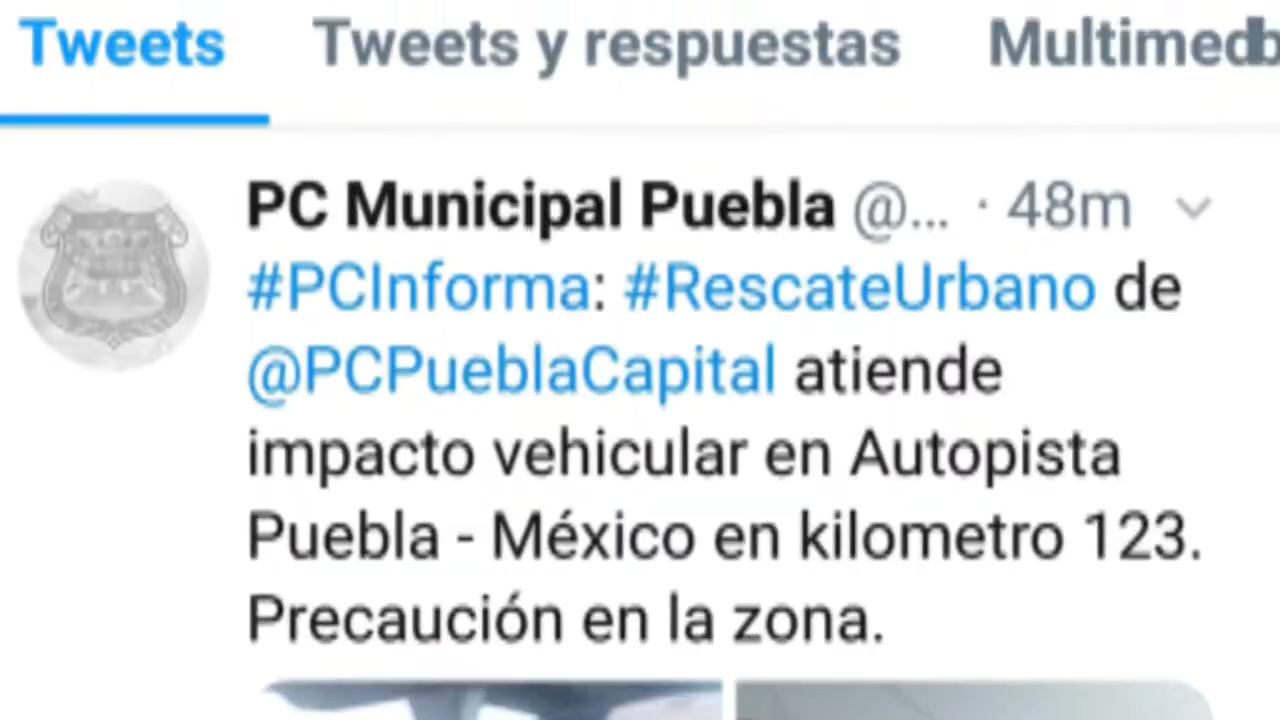 Tweets Tweets y respuestas
PC Municipal Puebla @... · 48m
#PCInforma: #RescateUrbano de
@PCPueblaCapital atiende
impacto vehicular en Autopista
Puebla - México en kilometro 123.
Precaución en la zona.